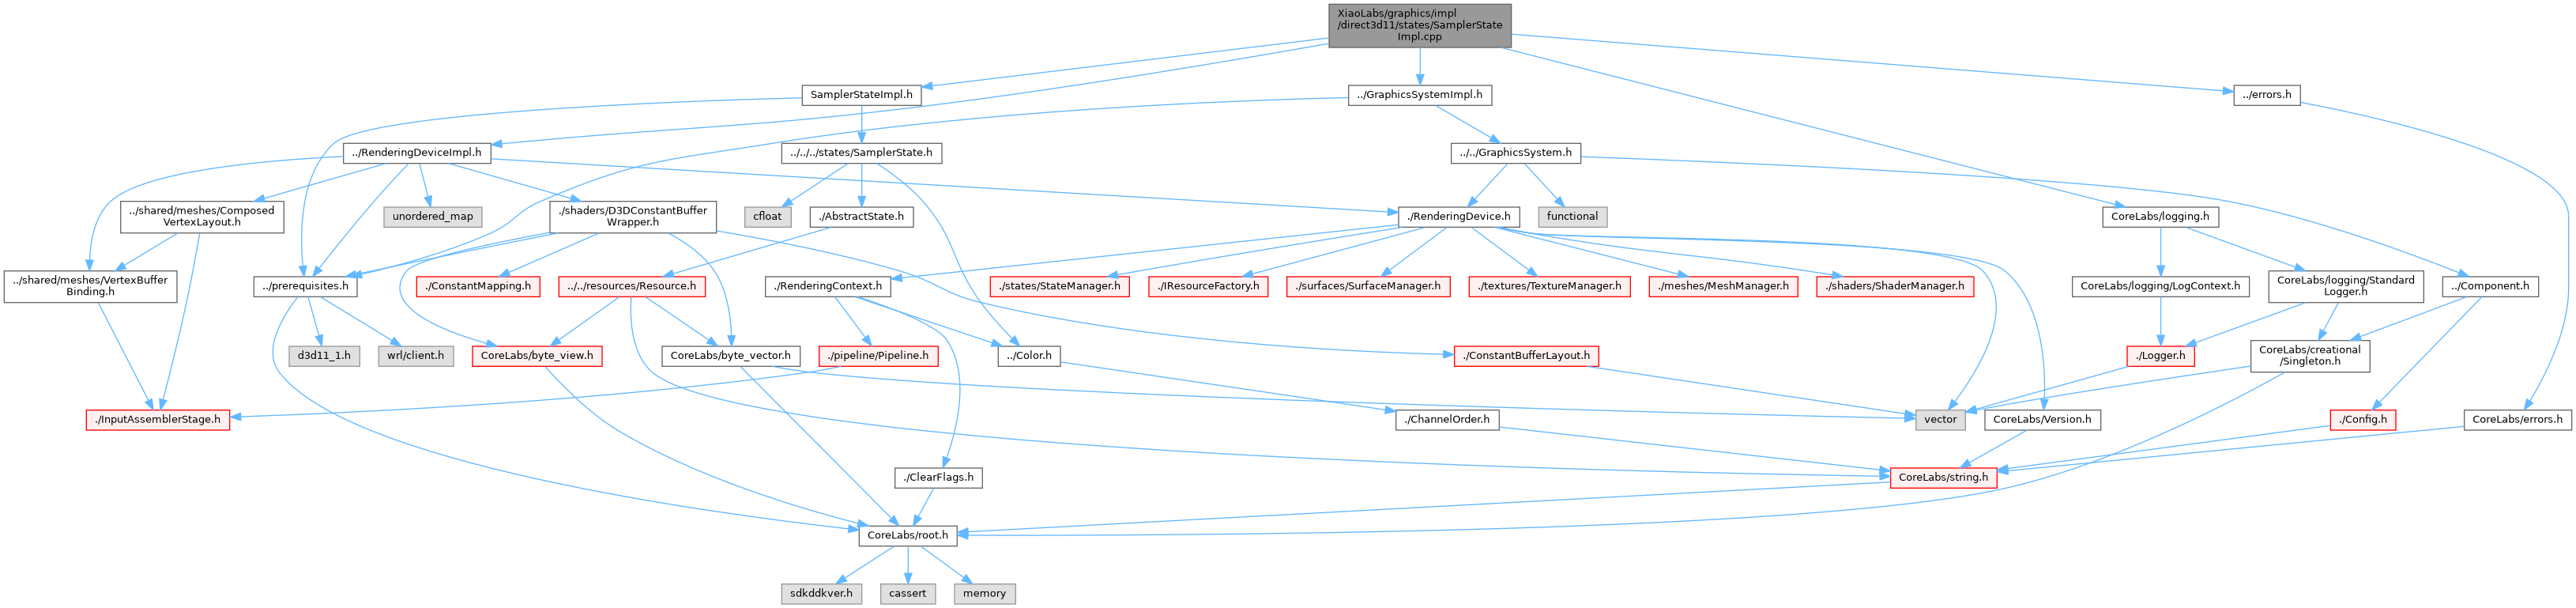 XiaoLabs/graphics/impl
/direct3d11/states/SamplerState
Impl.cpp
SamplerStateImpl.h
../GraphicsSystemImpl.h
../errors.h
../RenderingDeviceImpl.h
../../../states/SamplerState.h
../../GraphicsSystem.h
../shared/meshes/Composed
VertexLayout.h
unordered_map
./shaders/D3DConstantBuffer
Wrapper.h
cfloat
./AbstractState.h
./RenderingDevice.h
functional
CoreLabs/logging.h
../shared/meshes/VertexBuffer
Binding.h
../prerequisites.h
./ConstantMapping.h
../../resources/Resource.h
./RenderingContext.h
./states/StateManager.h
./IResourceFactory.h
./surfaces/SurfaceManager.h
./textures/TextureManager.h
./meshes/MeshManager.h
./shaders/ShaderManager.h
CoreLabs/logging/LogContext.h
CoreLabs/logging/Standard
Logger.h
../Component.h
d3d11_1.h
wrl/client.h
CoreLabs/byte_view.h
CoreLabs/byte_vector.h
./pipeline/Pipeline.h
../Color.h
./ConstantBufferLayout.h
./Logger.h
CoreLabs/creational
/Singleton.h
./InputAssemblerStage.h
./ChannelOrder.h
vector
CoreLabs/Version.h
./Config.h
CoreLabs/errors.h
./ClearFlags.h
CoreLabs/string.h
CoreLabs/root.h
sdkddkver.h
cassert
memory